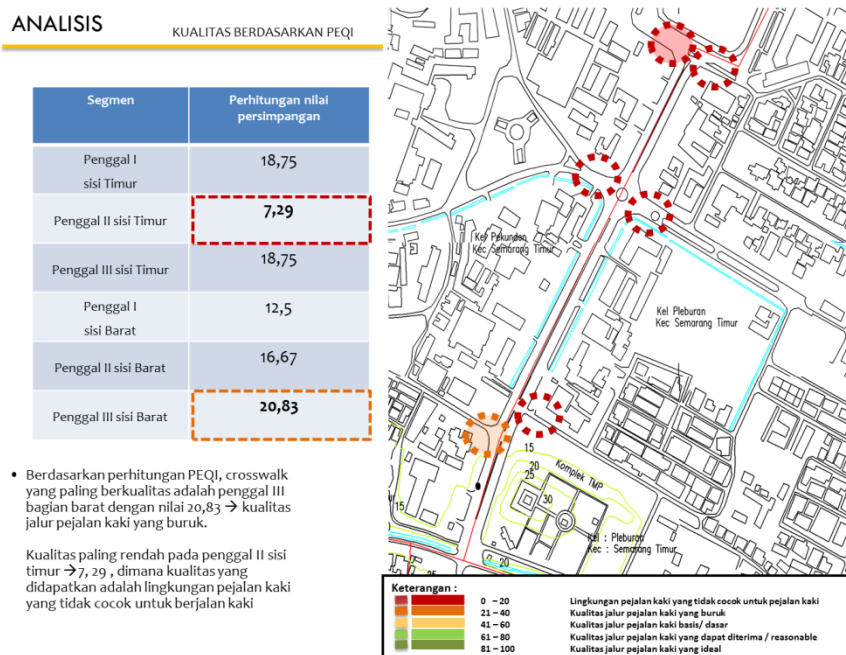 ANALISIS
KUALITAS BERDASARKAN PEQI
Segmen
Perhitungan nilai
persimpangan
Penggal I
sisi Timur
18,75
Penggal II sisi Timur
7,29
Penggal III sisi Timur
18,75
Penggal I
sisi Barat
12,5
Penggal II sisi Barat
16,67
Penggal III sisi Barat
20,83
• Berdasarkan perhitungan PEQI, crosswalk
yang paling berkualitas adalah penggal III
bagian barat dengan nilai 20,83 → kualitas
jalur pejalan kaki yang buruk.
Kualitas paling rendah pada penggal II sisi
timur →7, 29 , dimana kualitas yang
didapatkan adalah lingkungan pejalan kaki
yang tidak cocok untuk berjalan kaki
Kel Pekunden
Kec Semarang Timur
Kel Pleburan
Kec Semarang Timur
15
20
25
30
Komplek TMP
15
Kel : Pleburan
Kec : Semarang Timur
20
25
Keterangan :
0 – 20 Lingkungan pejalan kaki yang tidak cocok untuk pejalan kaki
21 – 40 Kualitas jalur pejalan kaki yang buruk
41 – 60 Kualitas jalur pejalan kaki basis/ dasar
61 – 80 Kualitas jalur pejalan kaki yang dapat diterima / reasonable
81 – 100 Kualitas jalur pejalan kaki yang ideal